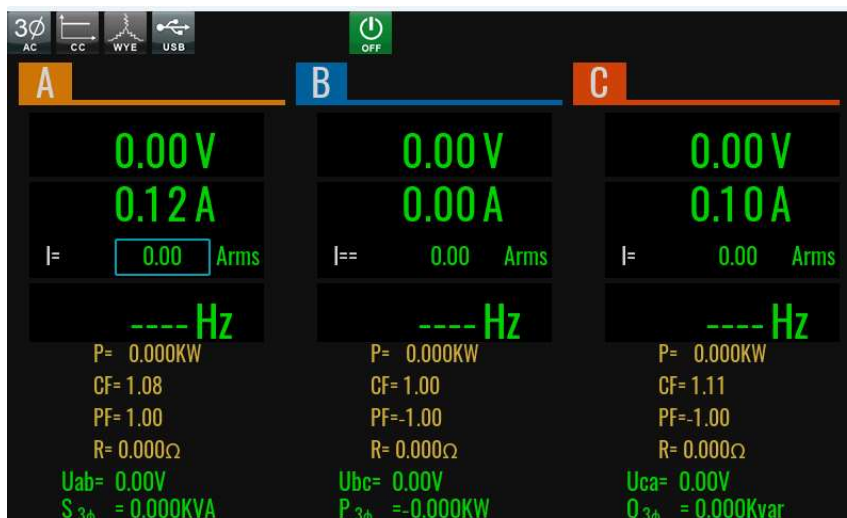 3Ø AC CC WYE USB OFF
A B C
0.00 V 0.00 V 0.00 V
0.12 A 0.00 A 0.10 A
I= 0.00 Arms I== 0.00 Arms I= 0.00 Arms
---- Hz ---- Hz ---- Hz
P= 0.000KW P= 0.000KW P= 0.000KW
CF= 1.08 CF= 1.00 CF= 1.11
PF= 1.00 PF=-1.00 PF=-1.00
R= 0.000Ω R= 0.000Ω R= 0.000Ω
Uab= 0.00V Ubc= 0.00V Uca= 0.00V
S 3ф = 0.000KVA P 3ф =-0.000KW Q 3ф = 0.000Kvar